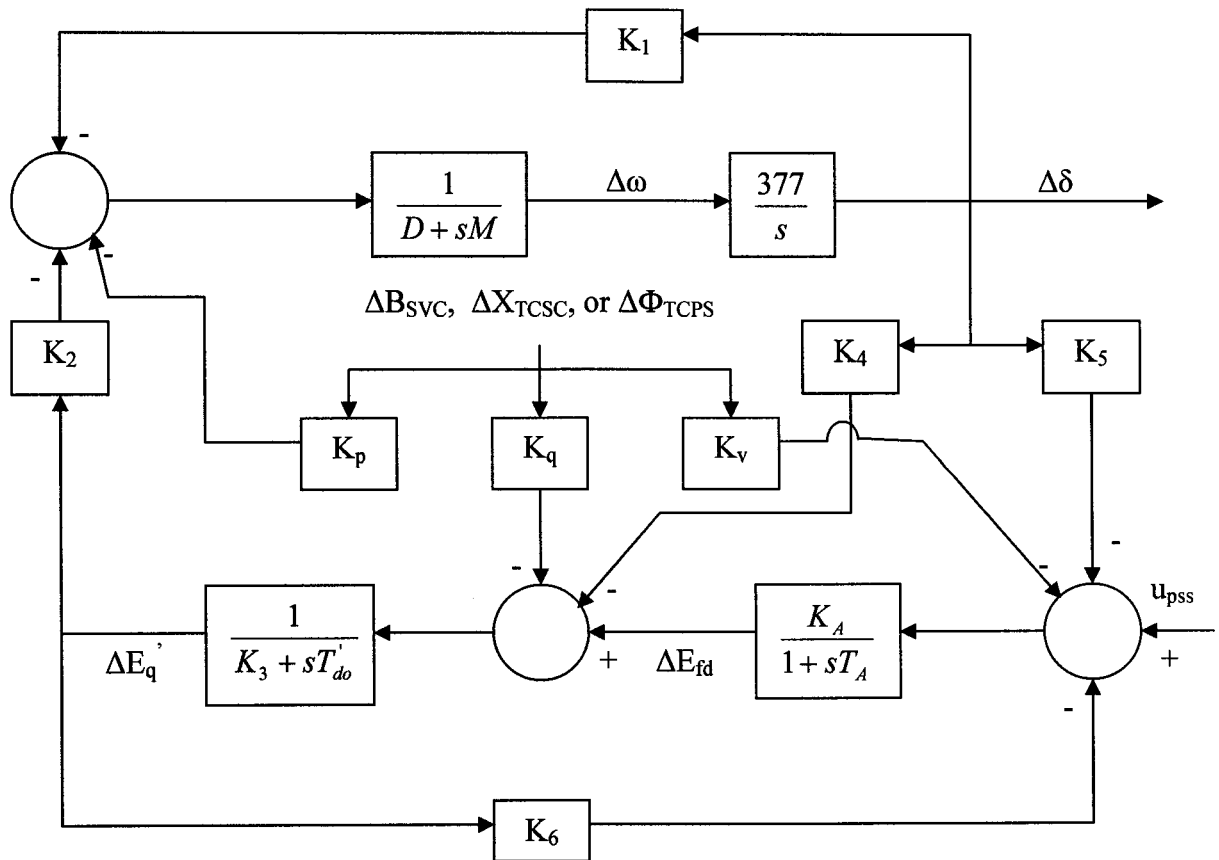 K₁
-
1
D + sM
Δω
377
s
Δδ
-
-
ΔB_SVC, ΔX_TCSC, or ΔΦ_TCPS
K₂
K₄
K₅
K_p
K_q
K_v
-
-
-
-
u_pss
1
K₃ + sT'_do
ΔE_q'
+
ΔE_fd
K_A
1 + sT_A
+
-
K₆